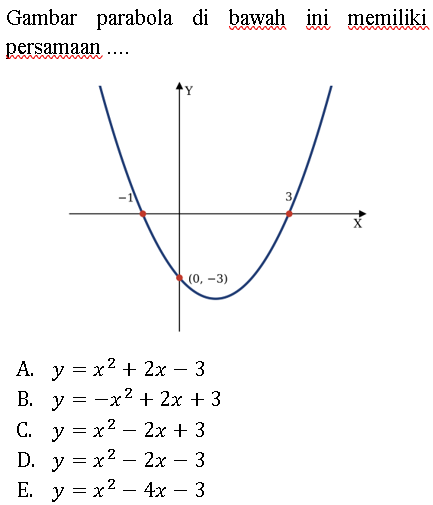 Gambar parabola di bawah ini memiliki
persamaan ....
Y
−1
3
X
(0, −3)
A. y = x² + 2x − 3
B. y = −x² + 2x + 3
C. y = x² − 2x + 3
D. y = x² − 2x − 3
E. y = x² − 4x − 3